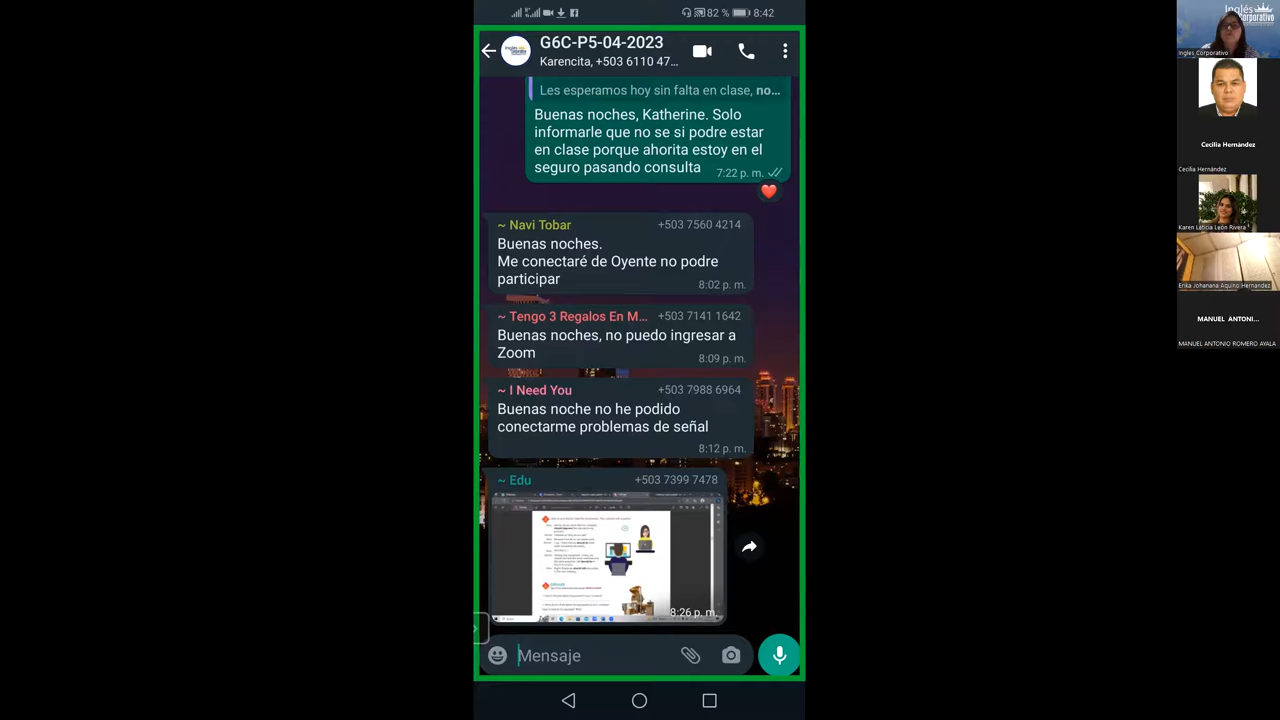 82 % 8:42
G6C-P5-04-2023
Karencita, +503 6110 47...
Les esperamos hoy sin falta en clase, no...
Buenas noches, Katherine. Solo
informarle que no se si podre estar
en clase porque ahorita estoy en el
seguro pasando consulta
7:22 p. m.
~ Navi Tobar +503 7560 4214
Buenas noches.
Me conectaré de Oyente no podre
participar
8:02 p. m.
~ Tengo 3 Regalos En M... +503 7141 1642
Buenas noches, no puedo ingresar a
Zoom
8:09 p. m.
~ I Need You +503 7988 6964
Buenas noche no he podido
conectarme problemas de señal
8:12 p. m.
~ Edu +503 7399 7478
8:26 p. m.
Mensaje
Inglés
Corporativo
Ingles Corporativo
Cecilia Hernández
Cecilia Hernández
Karen Leticia León Rivera
Erika Johanana Aquino Hernandez
MANUEL ANTONI...
MANUEL ANTONIO ROMERO AYALA